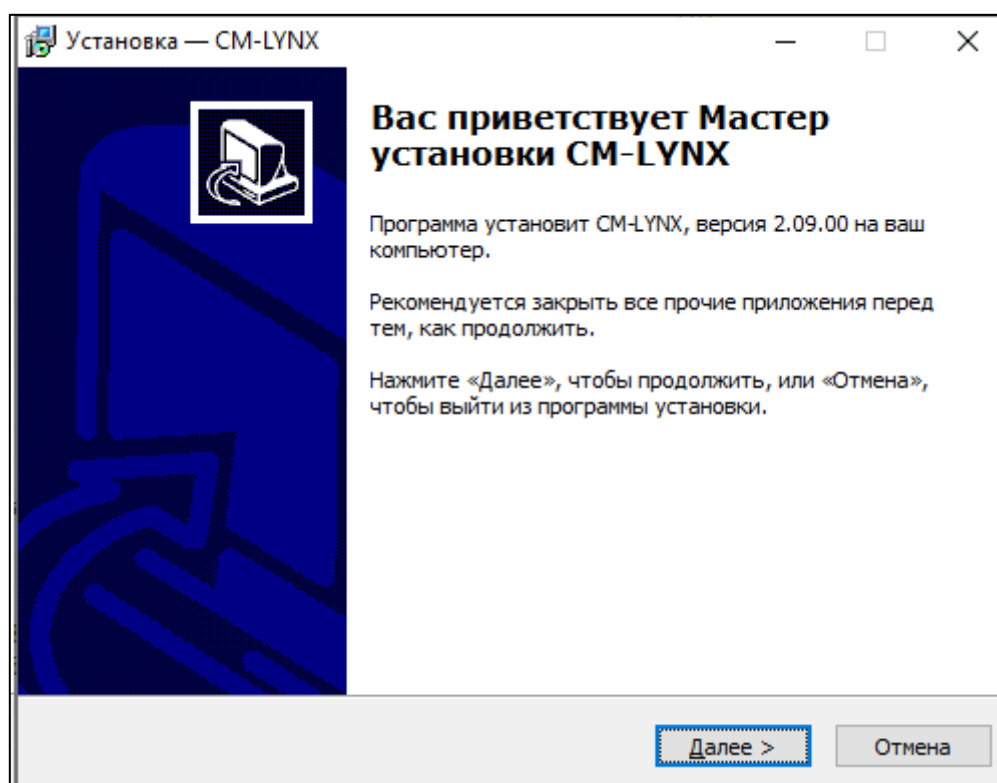 Установка — CM-LYNX
Вас приветствует Мастер
установки CM-LYNX
Программа установит CM-LYNX, версия 2.09.00 на ваш
компьютер.
Рекомендуется закрыть все прочие приложения перед
тем, как продолжить.
Нажмите «Далее», чтобы продолжить, или «Отмена»,
чтобы выйти из программы установки.
Далее >
Отмена